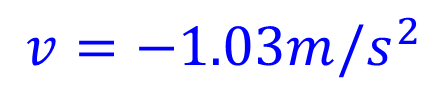 v = −1.03m/s²